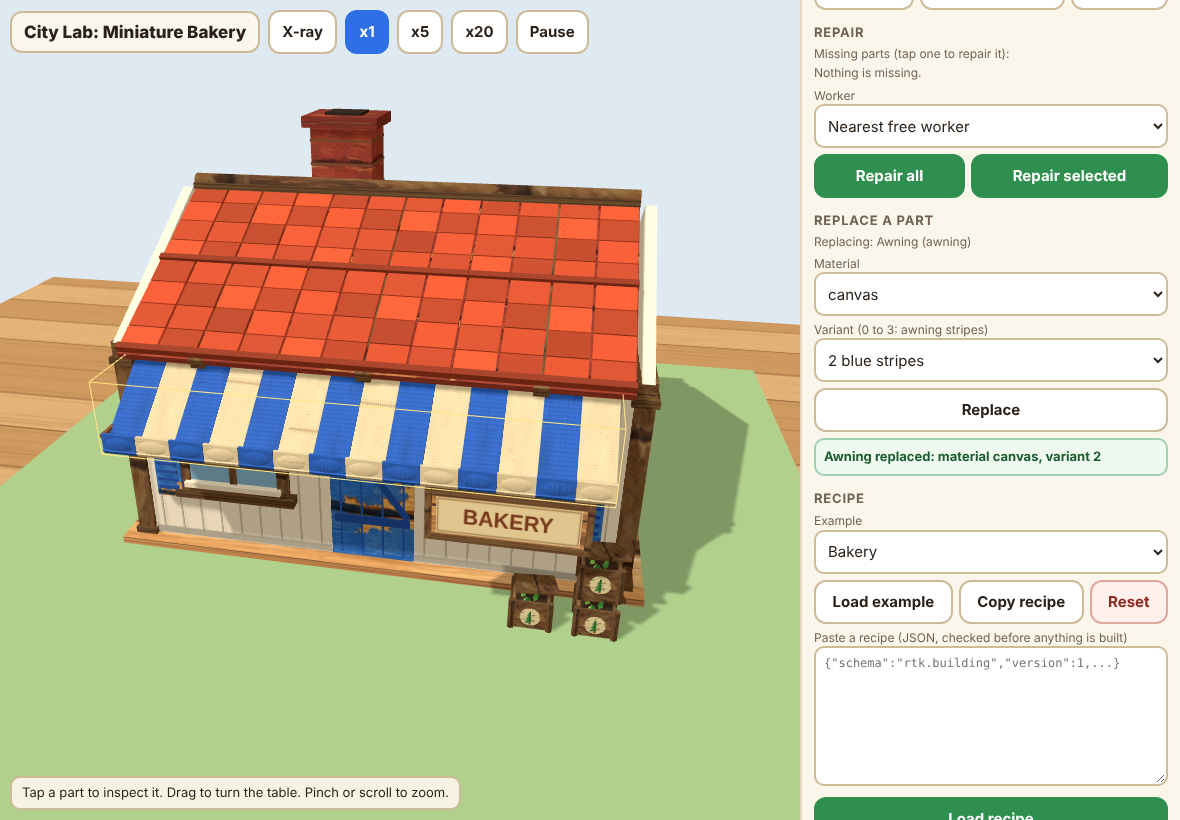 City Lab: Miniature Bakery
X-ray
x1
x5
x20
Pause
BAKERY
Tap a part to inspect it. Drag to turn the table. Pinch or scroll to zoom.
REPAIR
Missing parts (tap one to repair it):
Nothing is missing.
Worker
Nearest free worker
Repair all
Repair selected
REPLACE A PART
Replacing: Awning (awning)
Material
canvas
Variant (0 to 3: awning stripes)
2 blue stripes
Replace
Awning replaced: material canvas, variant 2
RECIPE
Example
Bakery
Load example
Copy recipe
Reset
Paste a recipe (JSON, checked before anything is built)
{"schema":"rtk.building","version":1,...}
Load recipe